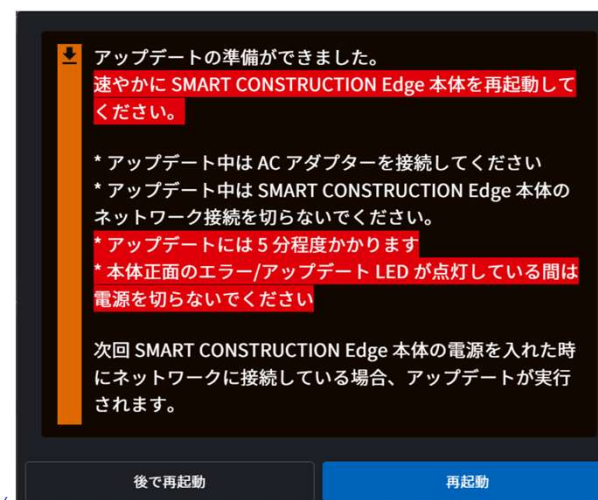 アップデートの準備ができました。
速やかに SMART CONSTRUCTION Edge 本体を再起動して
ください。
* アップデート中は AC アダプターを接続してください
* アップデート中は SMART CONSTRUCTION Edge 本体の
ネットワーク接続を切らないでください。
* アップデートには 5 分程度かかります
* 本体正面のエラー/アップデート LED が点灯している間は
電源を切らないでください
次回 SMART CONSTRUCTION Edge 本体の電源を入れた時
にネットワークに接続している場合、アップデートが実行
されます。
後で再起動
再起動